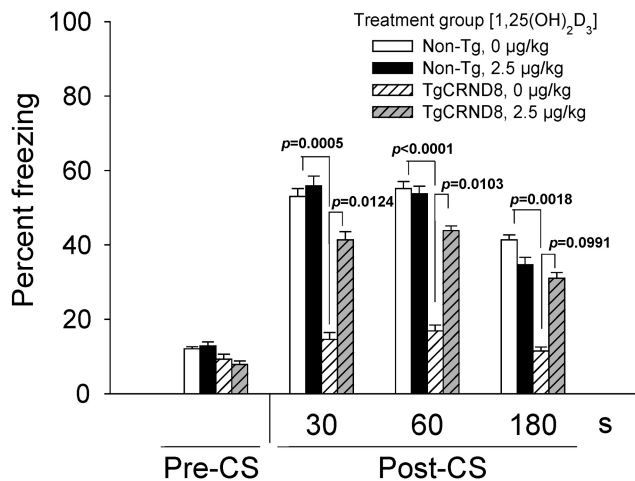 Treatment group [1,25(OH)₂D₃]
Non-Tg, 0 µg/kg
Non-Tg, 2.5 µg/kg
TgCRND8, 0 µg/kg
TgCRND8, 2.5 µg/kg
Percent freezing
100
80
60
40
20
0
p=0.0005
p=0.0124
p<0.0001
p=0.0103
p=0.0018
p=0.0991
30 60 180 s
Pre-CS Post-CS